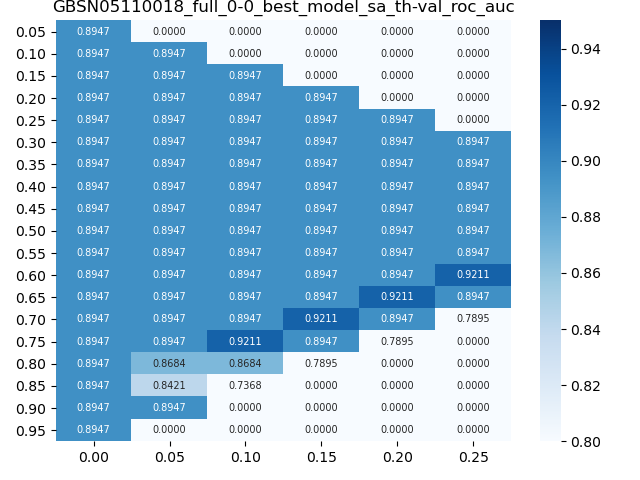 GBSN05110018_full_0-0_best_model_sa_th-val_roc_auc
0.05 0.8947 0.0000 0.0000 0.0000 0.0000 0.0000
0.10 0.8947 0.8947 0.0000 0.0000 0.0000 0.0000
0.15 0.8947 0.8947 0.8947 0.0000 0.0000 0.0000
0.20 0.8947 0.8947 0.8947 0.8947 0.0000 0.0000
0.25 0.8947 0.8947 0.8947 0.8947 0.8947 0.0000
0.30 0.8947 0.8947 0.8947 0.8947 0.8947 0.8947
0.35 0.8947 0.8947 0.8947 0.8947 0.8947 0.8947
0.40 0.8947 0.8947 0.8947 0.8947 0.8947 0.8947
0.45 0.8947 0.8947 0.8947 0.8947 0.8947 0.8947
0.50 0.8947 0.8947 0.8947 0.8947 0.8947 0.8947
0.55 0.8947 0.8947 0.8947 0.8947 0.8947 0.8947
0.60 0.8947 0.8947 0.8947 0.8947 0.8947 0.9211
0.65 0.8947 0.8947 0.8947 0.8947 0.9211 0.8947
0.70 0.8947 0.8947 0.8947 0.9211 0.8947 0.7895
0.75 0.8947 0.8947 0.9211 0.8947 0.7895 0.0000
0.80 0.8947 0.8684 0.8684 0.7895 0.0000 0.0000
0.85 0.8947 0.8421 0.7368 0.0000 0.0000 0.0000
0.90 0.8947 0.8947 0.0000 0.0000 0.0000 0.0000
0.95 0.8947 0.0000 0.0000 0.0000 0.0000 0.0000
0.00 0.05 0.10 0.15 0.20 0.25
0.94
0.92
0.90
0.88
0.86
0.84
0.82
0.80